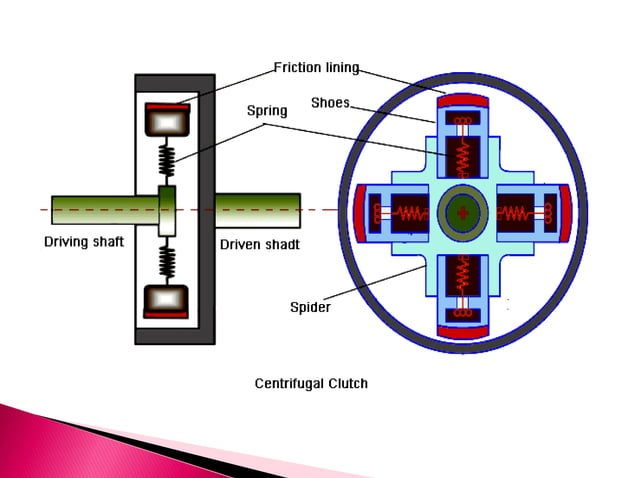 Friction lining
Spring
Shoes
Driving shaft
Driven shadt
Spider
Centrifugal Clutch